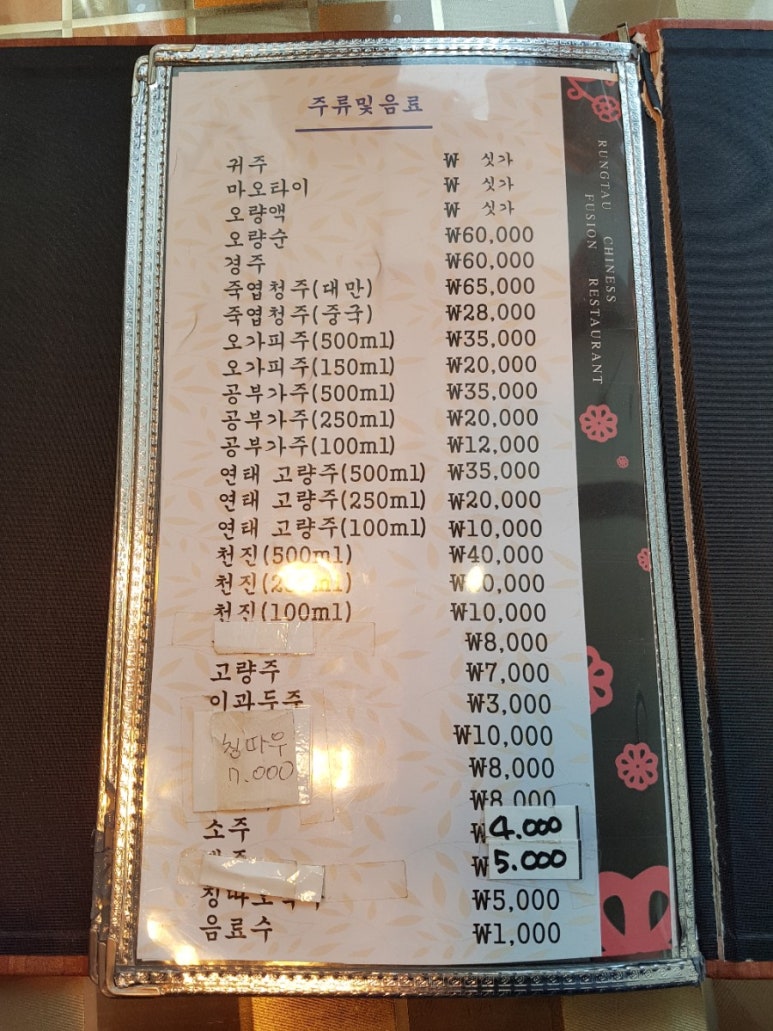 주류및음료
귀주 ₩ 싯가
마오타이 ₩ 싯가
오량액 ₩ 싯가
오량순 ₩60,000
경주 ₩60,000
죽엽청주(대만) ₩65,000
죽엽청주(중국) ₩28,000
오가피주(500ml) ₩35,000
오가피주(150ml) ₩20,000
공부가주(500ml) ₩35,000
공부가주(250ml) ₩20,000
공부가주(100ml) ₩12,000
연태 고량주(500ml) ₩35,000
연태 고량주(250ml) ₩20,000
연태 고량주(100ml) ₩10,000
천진(500ml) ₩40,000
천진
천진(100ml) ₩10,000
₩8,000
고량주 ₩7,000
이과두주 ₩3,000
₩10,000
칭따우
7.000
₩8,000
₩8,000
소주 ₩4.000
₩5.000
₩5,000
음료수 ₩1,000
RUNGTAU CHINESS
FUSION RESTAURANT